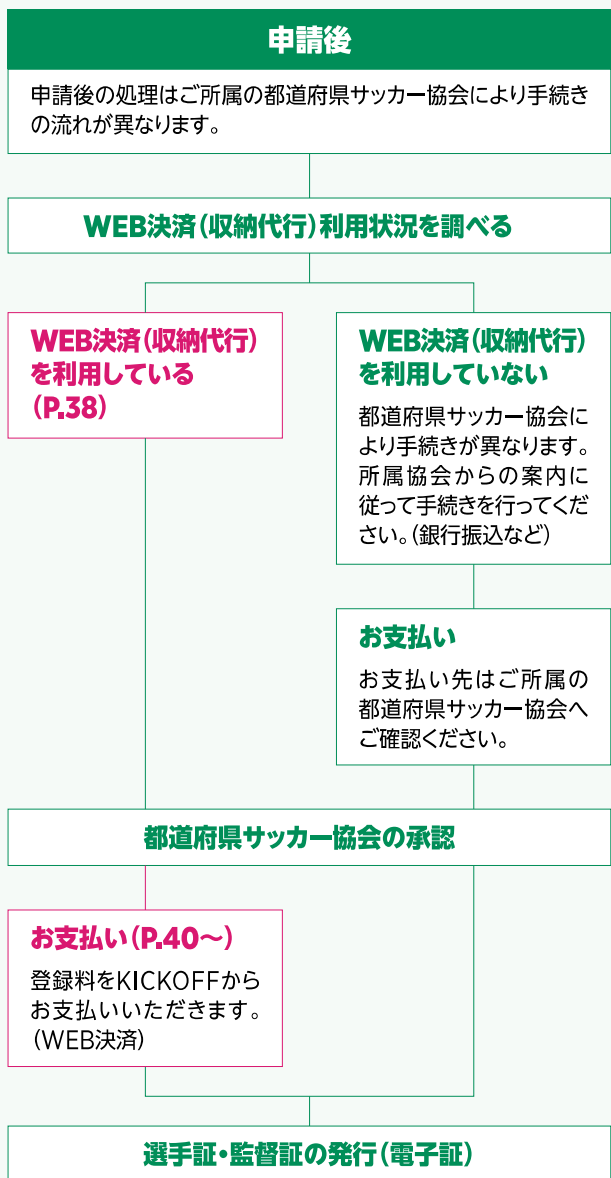 申請後
申請後の処理はご所属の都道府県サッカー協会により手続き
の流れが異なります。
WEB決済(収納代行)利用状況を調べる
WEB決済(収納代行)
を利用している
(P.38)
WEB決済(収納代行)
を利用していない
都道府県サッカー協会に
より手続きが異なります。
所属協会からの案内に
従って手続きを行ってくだ
さい。(銀行振込など)
お支払い
お支払い先はご所属の
都道府県サッカー協会へ
ご確認ください。
都道府県サッカー協会の承認
お支払い(P.40〜)
登録料をKICKOFFから
お支払いいただきます。
(WEB決済)
選手証・監督証の発行(電子証)